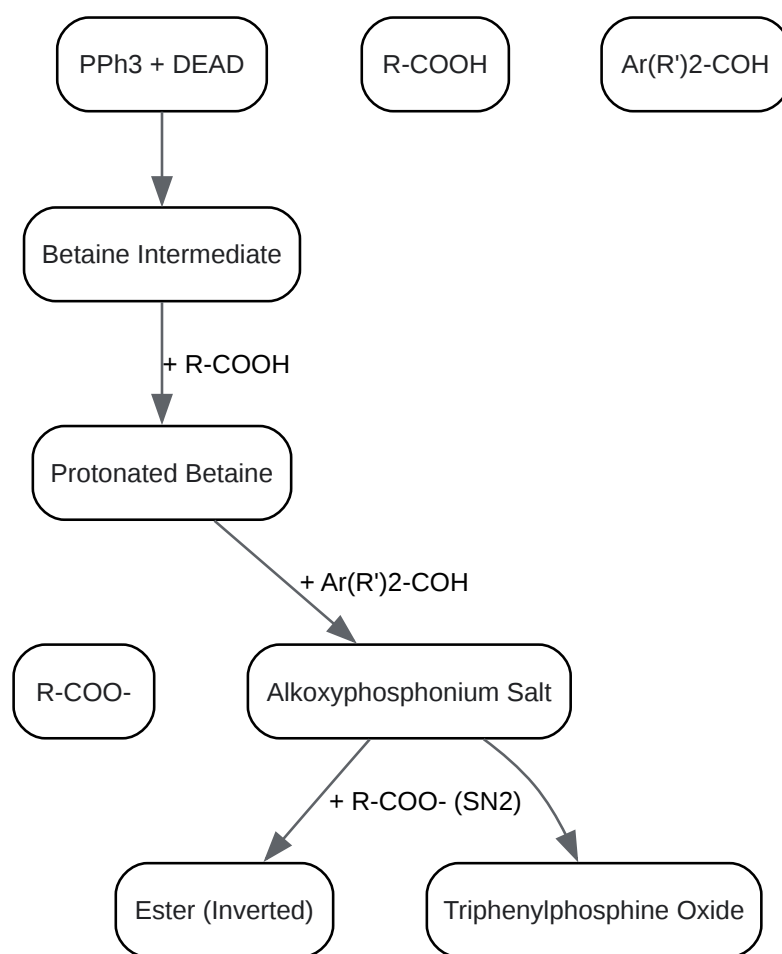 PPh3 + DEAD
R-COOH
Ar(R')2-COH
Betaine Intermediate
+ R-COOH
Protonated Betaine
+ Ar(R')2-COH
R-COO-
Alkoxyphosphonium Salt
+ R-COO- (SN2)
Ester (Inverted)
Triphenylphosphine Oxide